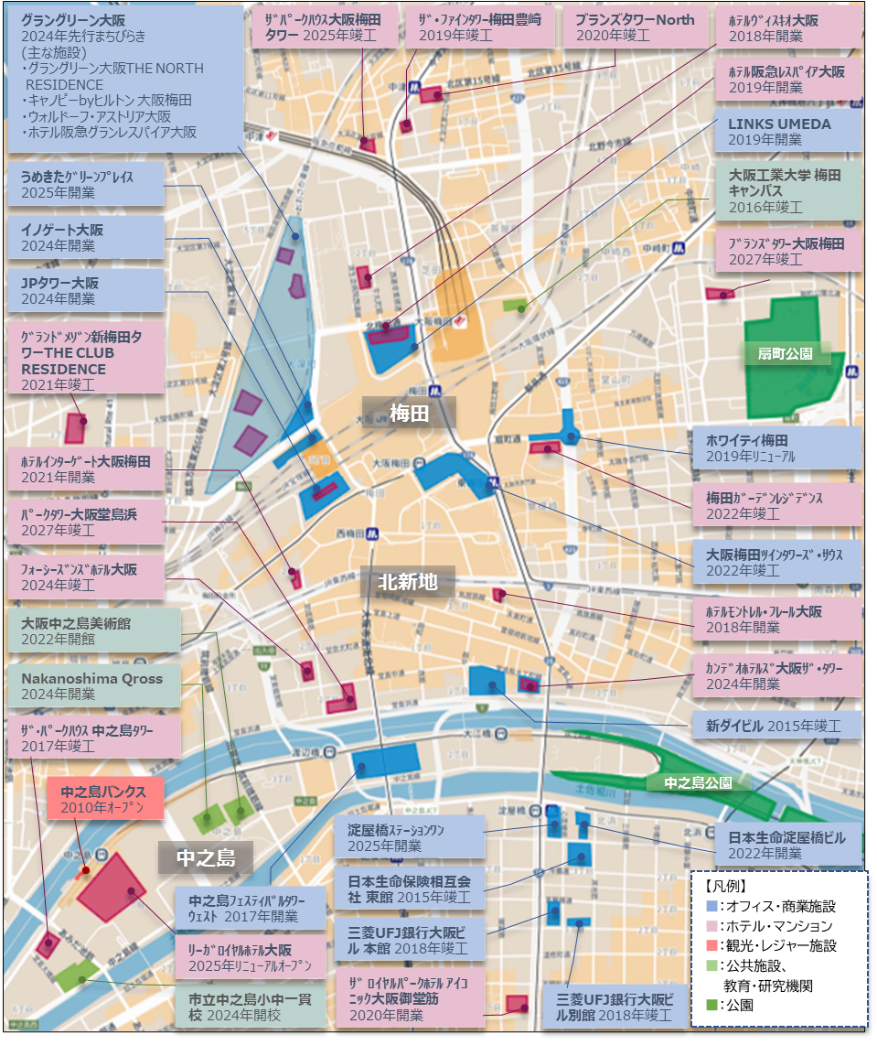 グラングリーン大阪
2024年先行まちびらき
(主な施設)
・グラングリーン大阪THE NORTH
RESIDENCE
・キャノピーbyヒルトン 大阪梅田
・ウォルドーフ・アストリア大阪
・ホテル阪急グランレスパイア大阪
ｻﾞ ﾊﾟｰｸﾊｳｽ大阪梅田
タワー 2025年竣工
ｻﾞ・ﾌｧｲﾝﾀﾜｰ梅田豊崎
2019年竣工
ブランズタワーNorth
2020年竣工
ﾎﾃﾙｳﾞｨｽｷｵ大阪
2018年開業
ﾎﾃﾙ阪急ﾚｽﾊﾟｲｱ大阪
2019年開業
LINKS UMEDA
2019年開業
大阪工業大学 梅田
キャンパス
2016年竣工
ﾌﾞﾗﾝｽﾞﾀﾜｰ大阪梅田
2027年竣工
うめきたｸﾞﾘｰﾝﾌﾟﾚｲｽ
2025年開業
イノゲート大阪
2024年開業
JPタワー大阪
2024年開業
ｸﾞﾗﾝﾄﾞﾒｿﾞﾝ新梅田タ
ワーTHE CLUB
RESIDENCE
2021年竣工
扇町公園
梅田
ホワイティ梅田
2019年ﾘﾆｭｰｱﾙ
ﾎﾃﾙｲﾝﾀｰｹﾞｰﾄ大阪梅田
2021年開業
梅田ｶﾞｰﾃﾞﾝﾚｼﾞﾃﾞﾝｽ
2022年竣工
ﾊﾟｰｸﾀﾜｰ大阪堂島浜
2027年竣工
大阪梅田ﾂｲﾝﾀﾜｰｽﾞ・ｻｳｽ
2022年竣工
ﾌｫｰｼｰｽﾞﾝｽﾞﾎﾃﾙ大阪
2024年竣工
北新地
ﾎﾃﾙﾓﾝﾄﾚﾙ・ﾌﾚｰﾙ大阪
2018年開業
大阪中之島美術館
2022年開館
ｶﾝﾃﾞｵﾎﾃﾙｽﾞ大阪ｻﾞ・ﾀﾜｰ
2024年開業
Nakanoshima Qross
2024年開業
新ダイビル 2015年竣工
ｻﾞ・ﾊﾟｰｸﾊｳｽ 中之島ﾀﾜｰ
2017年竣工
中之島公園
中之島バンクス
2010年ｵｰﾌﾟﾝ
中之島
淀屋橋ｽﾃｰｼｮﾝﾜﾝ
2025年開業
日本生命淀屋橋ビル
2022年開業
日本生命保険相互会
社 東館 2015年竣工
中之島ﾌｪｽﾃｨﾊﾞﾙﾀﾜｰ
ｳｪｽﾄ 2017年開業
三菱UFJ銀行大阪ビ
ル 本館 2018年竣工
ﾘｰｶﾞﾛｲﾔﾙﾎﾃﾙ大阪
2025年ﾘﾆｭｰｱﾙｵｰﾌﾟﾝ
市立中之島小中一貫
校 2024年開校
ｻﾞ ﾛｲﾔﾙﾊﾟｰｸﾎﾃﾙ ｱｲｺ
ﾆｯｸ大阪御堂筋
2020年開業
三菱UFJ銀行大阪ビ
ル別館 2018年竣工
【凡例】
：オフィス・商業施設
：ホテル・マンション
：観光・レジャー施設
：公共施設、
教育・研究機関
：公園